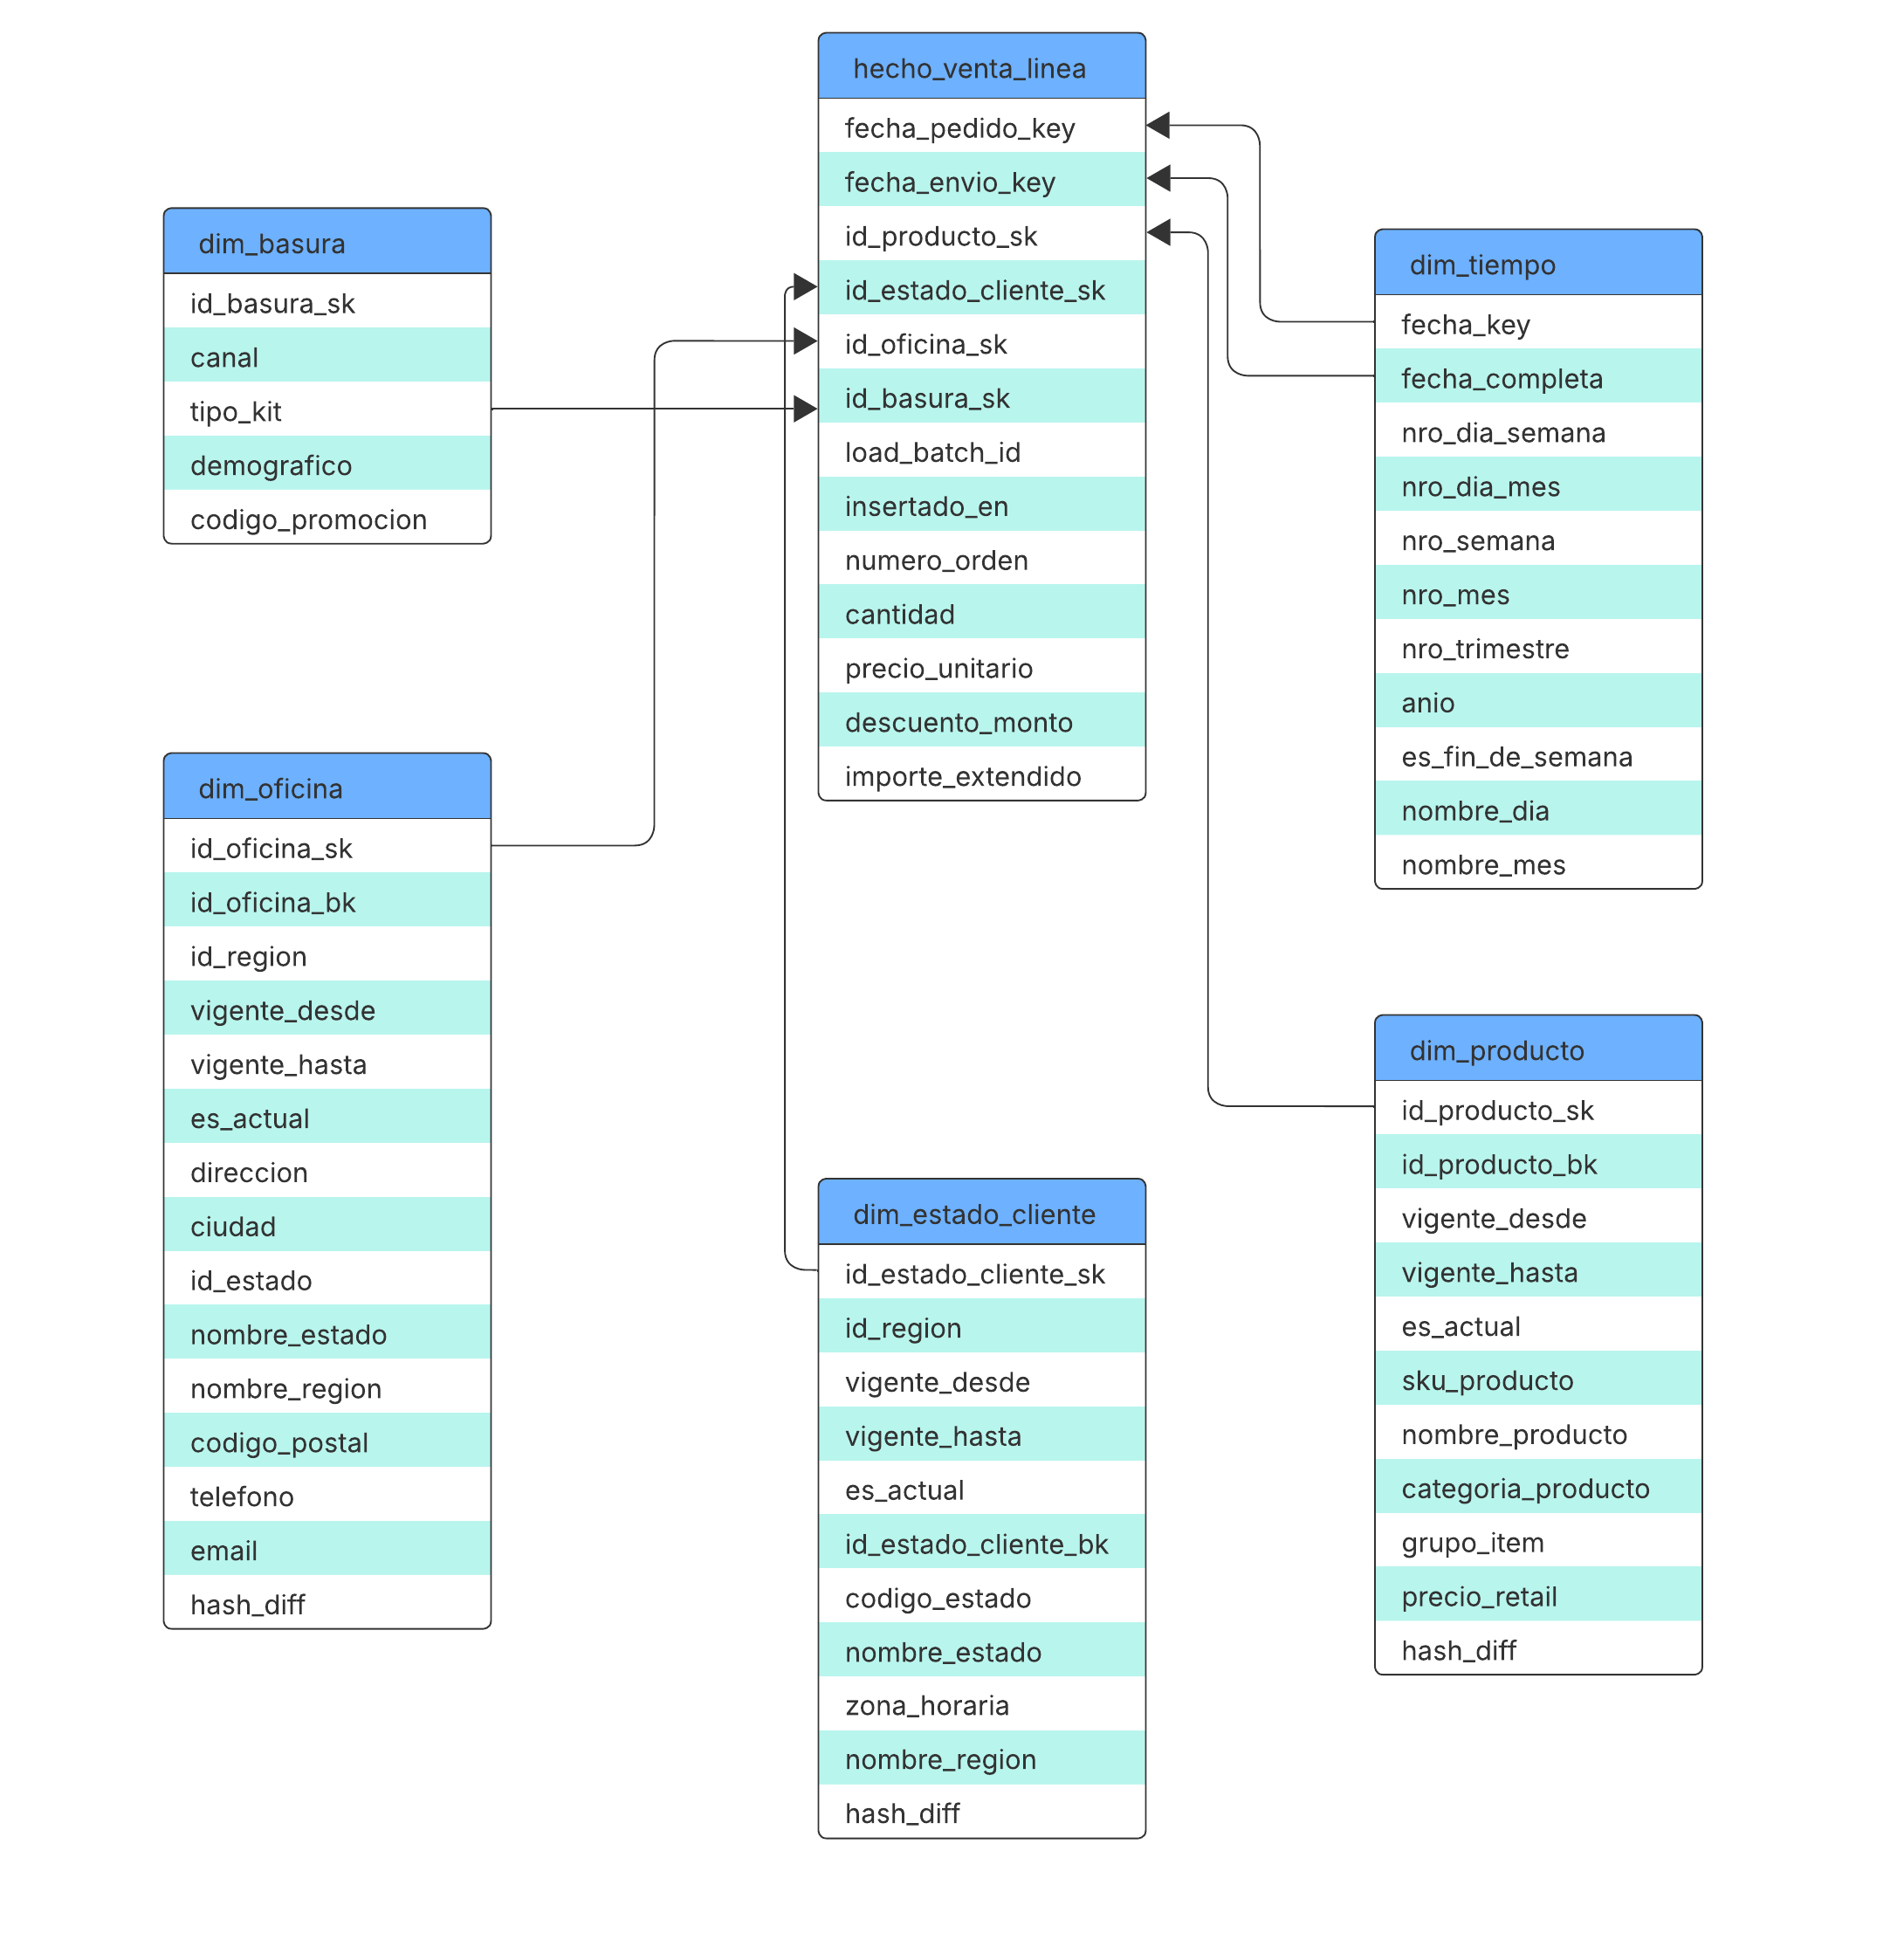 hecho_venta_linea
fecha_pedido_key
fecha_envio_key
id_producto_sk
id_estado_cliente_sk
id_oficina_sk
id_basura_sk
load_batch_id
insertado_en
numero_orden
cantidad
precio_unitario
descuento_monto
importe_extendido
dim_basura
id_basura_sk
canal
tipo_kit
demografico
codigo_promocion
dim_tiempo
fecha_key
fecha_completa
nro_dia_semana
nro_dia_mes
nro_semana
nro_mes
nro_trimestre
anio
es_fin_de_semana
nombre_dia
nombre_mes
dim_oficina
id_oficina_sk
id_oficina_bk
id_region
vigente_desde
vigente_hasta
es_actual
direccion
ciudad
id_estado
nombre_estado
nombre_region
codigo_postal
telefono
email
hash_diff
dim_estado_cliente
id_estado_cliente_sk
id_region
vigente_desde
vigente_hasta
es_actual
id_estado_cliente_bk
codigo_estado
nombre_estado
zona_horaria
nombre_region
hash_diff
dim_producto
id_producto_sk
id_producto_bk
vigente_desde
vigente_hasta
es_actual
sku_producto
nombre_producto
categoria_producto
grupo_item
precio_retail
hash_diff